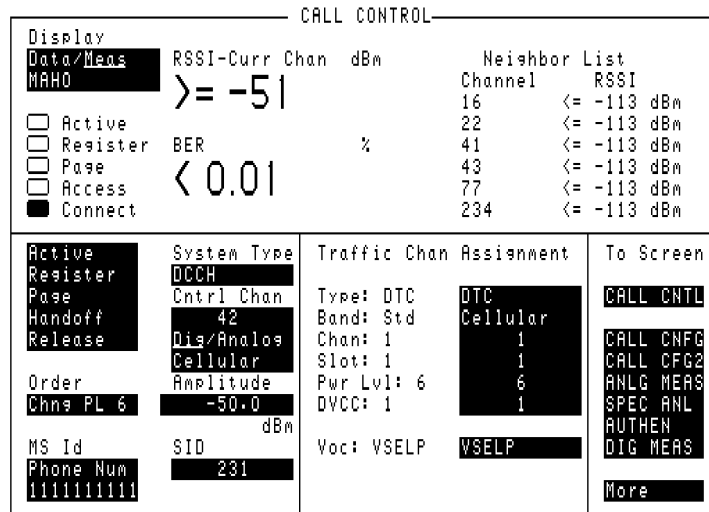 CALL CONTROL
Display
Data/Meas
MAHO
Active
Register
Page
Access
Connect
RSSI-Curr Chan dBm
>= -51
BER %
< 0.01
Neighbor List
Channel RSSI
16 <= -113 dBm
22 <= -113 dBm
41 <= -113 dBm
43 <= -113 dBm
77 <= -113 dBm
234 <= -113 dBm
Active
Register
Page
Handoff
Release
Order
Chng PL 6
MS Id
Phone Num
1111111111
System Type
DCCH
Cntrl Chan
42
Dig/Analog
Cellular
Amplitude
-50.0
dBm
SID
231
Traffic Chan Assignment
Type: DTC DTC
Band: Std Cellular
Chan: 1 1
Slot: 1 1
Pwr Lvl: 6 6
DVCC: 1 1
Voc: VSELP VSELP
To Screen
CALL CNTL
CALL CNFG
CALL CFG2
ANLG MEAS
SPEC ANL
AUTHEN
DIG MEAS
More